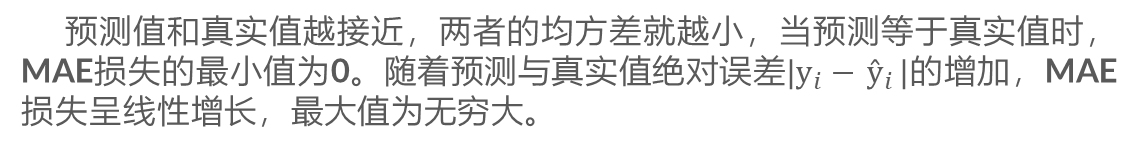 预测值和真实值越接近，两者的均方差就越小，当预测等于真实值时，
MAE损失的最小值为0。随着预测与真实值绝对误差|yᵢ − ŷᵢ|的增加，MAE
损失呈线性增长，最大值为无穷大。